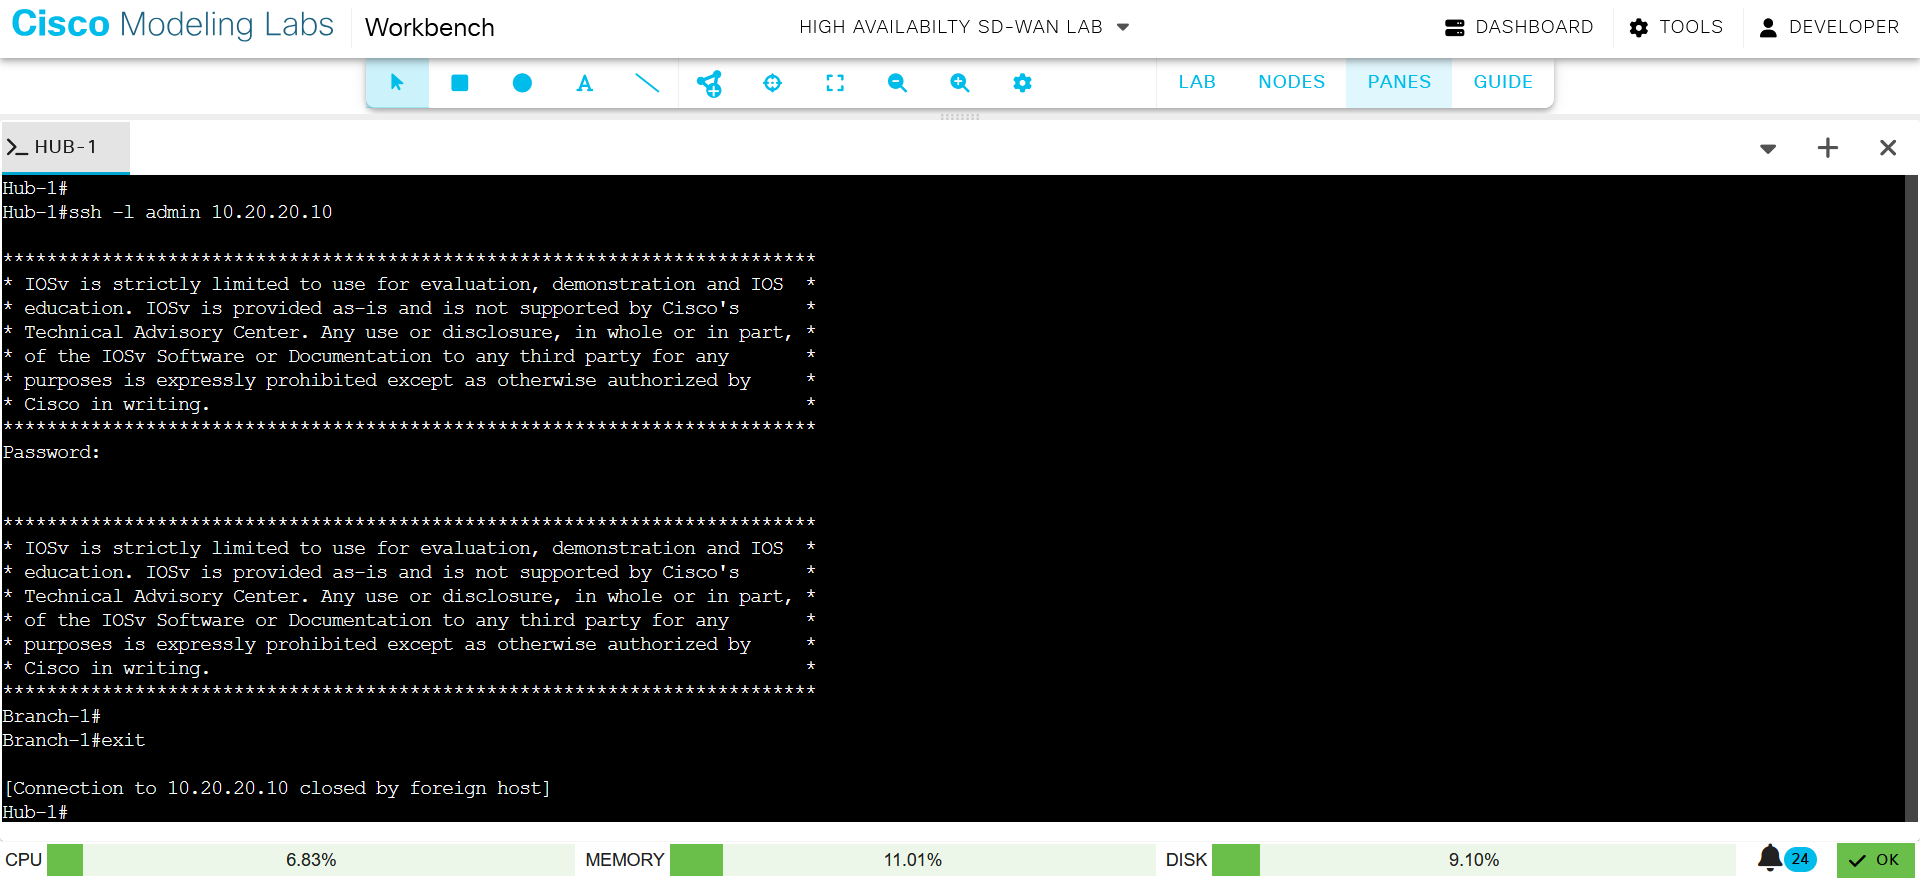 Cisco Modeling Labs Workbench HIGH AVAILABILTY SD-WAN LAB DASHBOARD TOOLS DEVELOPER
A LAB NODES PANES GUIDE
>_ HUB-1
Hub-1#
Hub-1#ssh -l admin 10.20.20.10
**************************************************************************
* IOSv is strictly limited to use for evaluation, demonstration and IOS  *
* education. IOSv is provided as-is and is not supported by Cisco's      *
* Technical Advisory Center. Any use or disclosure, in whole or in part, *
* of the IOSv Software or Documentation to any third party for any       *
* purposes is expressly prohibited except as otherwise authorized by     *
* Cisco in writing.                                                      *
**************************************************************************
Password:
**************************************************************************
* IOSv is strictly limited to use for evaluation, demonstration and IOS  *
* education. IOSv is provided as-is and is not supported by Cisco's      *
* Technical Advisory Center. Any use or disclosure, in whole or in part, *
* of the IOSv Software or Documentation to any third party for any       *
* purposes is expressly prohibited except as otherwise authorized by     *
* Cisco in writing.                                                      *
**************************************************************************
Branch-1#
Branch-1#exit
[Connection to 10.20.20.10 closed by foreign host]
Hub-1#
CPU 6.83% MEMORY 11.01% DISK 9.10% 24 OK